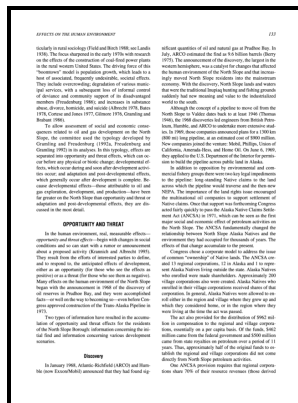 EFFECTS ON THE HUMAN ENVIRONMENT
133
ticularly in rural sociology (Field and Burch 1988; see Lands
1938). The focus sharpened in the early 1970s with research
on the effects of the construction of coal-fired power plants
in the rural western United States. The driving force of this
"boomtown" model is population growth, which leads to a
host of associated, frequently undesirable, societal effects.
They include overcrowding; degradation of various munici-
pal services, with a subsequent loss of informal control
of deviance and community support of its disadvantaged
members (Freudenburg 1986); and increases in substance
abuse, divorce, homicide, and suicide (Albrecht 1978; Bates
1978; Cortese and Jones 1977; Gilmore 1976; Gramling and
Brabant 1986).
To allow assessment of social and economic conse-
quences related to oil and gas development on the North
Slope, the committee used the typology developed by
Gramling and Freudenburg (1992a, Freudenburg and
Gramling 1992) in its analyses. In this typology, effects are
separated into opportunity and threat effects, which can oc-
cur before any physical or biotic change; developmental ef-
fects, which occur during and soon after development activi-
ties occur; and adaptation and post-developmental effects,
which generally occur after development is complete. Be-
cause developmental effects—those attributable to oil and
gas exploration, development, and production—have been
far greater on the North Slope than opportunity and threat or
adaptation and post-developmental effects, they are dis-
cussed in the most detail.
OPPORTUNITY AND THREAT
In the human environment, real, measurable effects—
opportunity and threat effects—begin with changes in social
conditions and so can start with a rumor or announcement
about a proposal activity (Krannich and Albrecht 1995).
They result from the efforts of interested parties to define,
and to respond to, the anticipated effects of development,
either as an opportunity (for those who see the effects as
positive) or as a threat (for those who see them as negative).
Many effects on the human environment of the North Slope
began with the announcement in 1968 of the discovery of
oil reserves in Prudhoe Bay, and they were accomplished
facts—or well on the way to becoming so—even before Con-
gress approved construction of the Trans-Alaska Pipeline in
1973.
Two types of information have resulted in the accumu-
lation of opportunity and threat effects for the residents
of the North Slope Borough: information concerning the ini-
tial find and information concerning various development
scenarios.
Discovery
In January 1968, Atlantic-Richfield (ARCO) and Hum-
ble (now ExxonMobil) announced that they had found sig-
nificant quantities of oil and natural gas at Prudhoe Bay. In
July, ARCO estimated the find as 9.6 billion barrels (Berry
1975). The announcement of the discovery, the largest in the
western hemisphere, was a catalyst for changes that affected
the human environment of the North Slope and that increas-
ingly moved North Slope residents into the mainstream
economy. With the discovery, North Slope lands and waters
that were the traditional Inupiaq hunting and fishing grounds
suddenly had new meaning and value to the industrialized
world to the south.
Although the concept of a pipeline to move oil from the
North Slope to Valdez dates back to at least 1944 (Thomas
1946), the 1968 discoveries led engineers from British Petro-
leum, Humble, and ARCO to undertake more extensive stud-
ies. In 1969, those companies announced plans for a 1300 km
(800 mi) long pipeline, at an estimated cost of $900 million.
New companies joined the venture: Mobil, Phillips, Union of
California, Amerada Hess, and Home Oil. On June 6, 1969,
they applied to the U.S. Department of the Interior for permis-
sion to build the pipeline across public land in Alaska.
In addition to opposition by environmental and com-
mercial fishery groups there were two key legal impediments
to the pipeline: long-standing Native claims to the land
across which the pipeline would traverse and the then-new
NEPA. The importance of the land rights issue encouraged
the multinational oil companies to support settlement of
Native claims. Once that support was forthcoming Congress
acted fairly quickly to pass the Alaska Native Claims Settle-
ment Act (ANCSA) in 1971, which can be seen as the first
major social and economic effect of petroleum activities on
the North Slope. The ANCSA fundamentally changed the
relationship between North Slope Alaska Natives and the
environment they had occupied for thousands of years. The
effects of that change accumulate to the present.
Congress chose a corporate model to address the issue
of common "ownership" of Native lands. The ANCSA cre-
ated 13 regional corporations, 12 in Alaska and 1 to repre-
sent Alaska Natives living outside the state. Alaska Natives
who enrolled were made shareholders. Approximately 200
village corporations also were created. Alaska Natives who
enrolled in their village corporations received shares of that
corporation. In general, Alaska Natives were allowed to en-
roll either in the region and village where they grew up and
which they considered home, or in the region where they
were living at the time the act was passed.
The act also provided for the distribution of $962 mil-
lion in compensation to the regional and village corpora-
tions, essentially on a per capita basis. Of the funds, $462
million came from the federal government and $500 million
came from state royalties on petroleum over a period of 11
years. Thus, approximately half of the original funds to es-
tablish the regional and village corporations did not come
directly from North Slope petroleum activities.
One ANCSA provision requires that regional corpora-
tions share 70% of their resource revenues (those derived